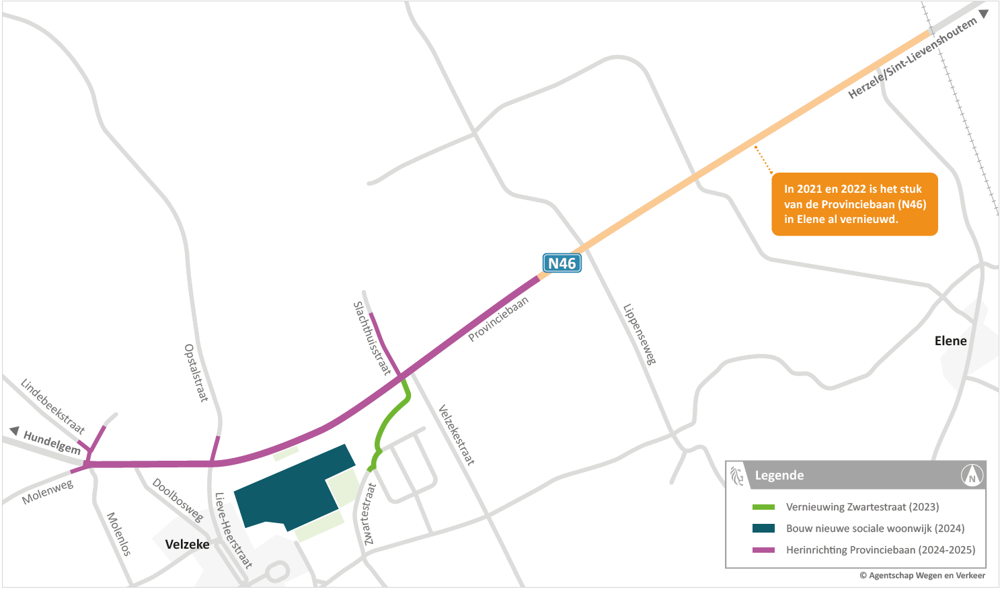 Herzele/Sint-Lievenshoutem
In 2021 en 2022 is het stuk
van de Provinciebaan (N46)
in Elene al vernieuwd.
N46
Provinciebaan
Slachthuisstraat
Lippenseweg
Elene
Opstalstraat
Lindebeekstraat
Hundelgem
Molenweg
Molenlos
Doolbosweg
Lieve-Heerstraat
Velzeke
Zwartestraat
Velzekestraat
Legende
N
Vernieuwing Zwartestraat (2023)
Bouw nieuwe sociale woonwijk (2024)
Herinrichting Provinciebaan (2024-2025)
© Agentschap Wegen en Verkeer